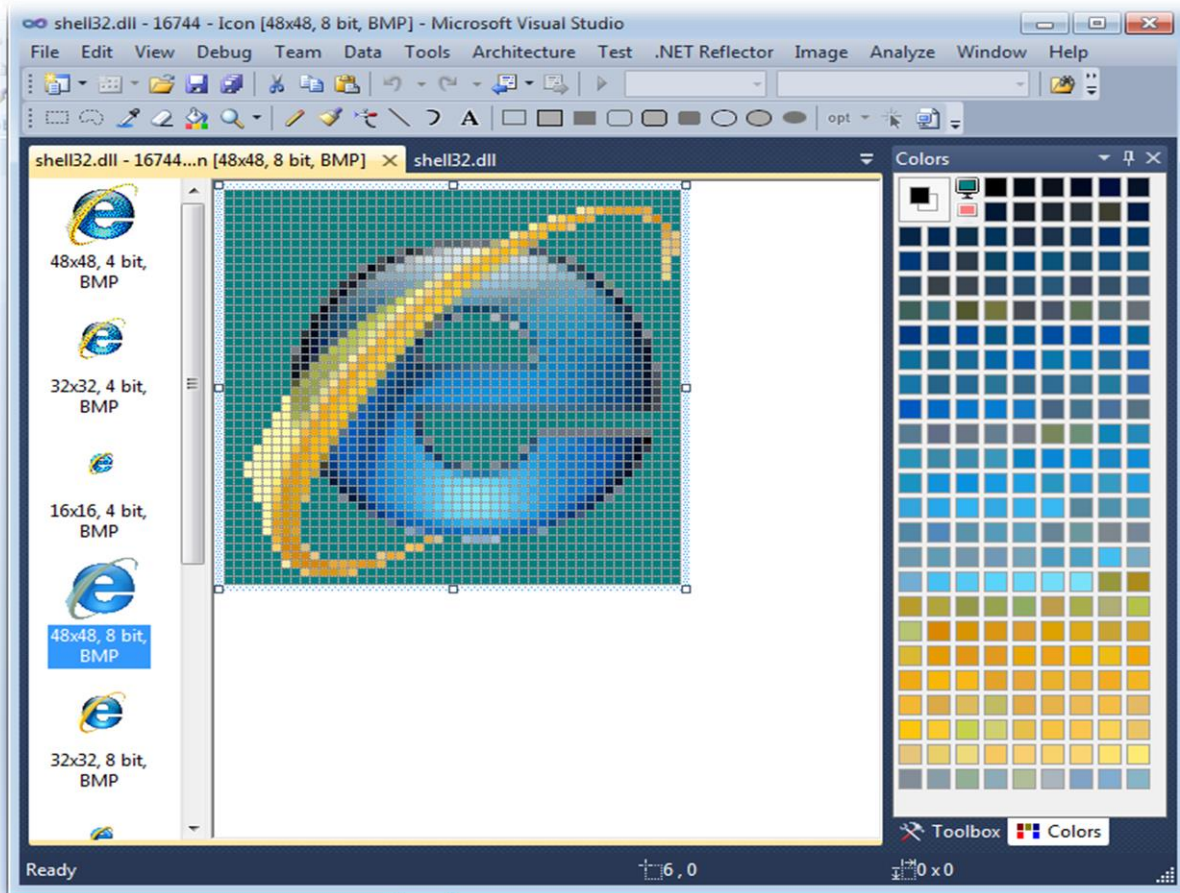 shell32.dll - 16744 - Icon [48x48, 8 bit, BMP] - Microsoft Visual Studio
File Edit View Debug Team Data Tools Architecture Test .NET Reflector Image Analyze Window Help
A opt
shell32.dll - 16744...n [48x48, 8 bit, BMP] shell32.dll
Colors
48x48, 4 bit,
BMP
32x32, 4 bit,
BMP
16x16, 4 bit,
BMP
48x48, 8 bit,
BMP
32x32, 8 bit,
BMP
Toolbox Colors
Ready 6 , 0 0 x 0